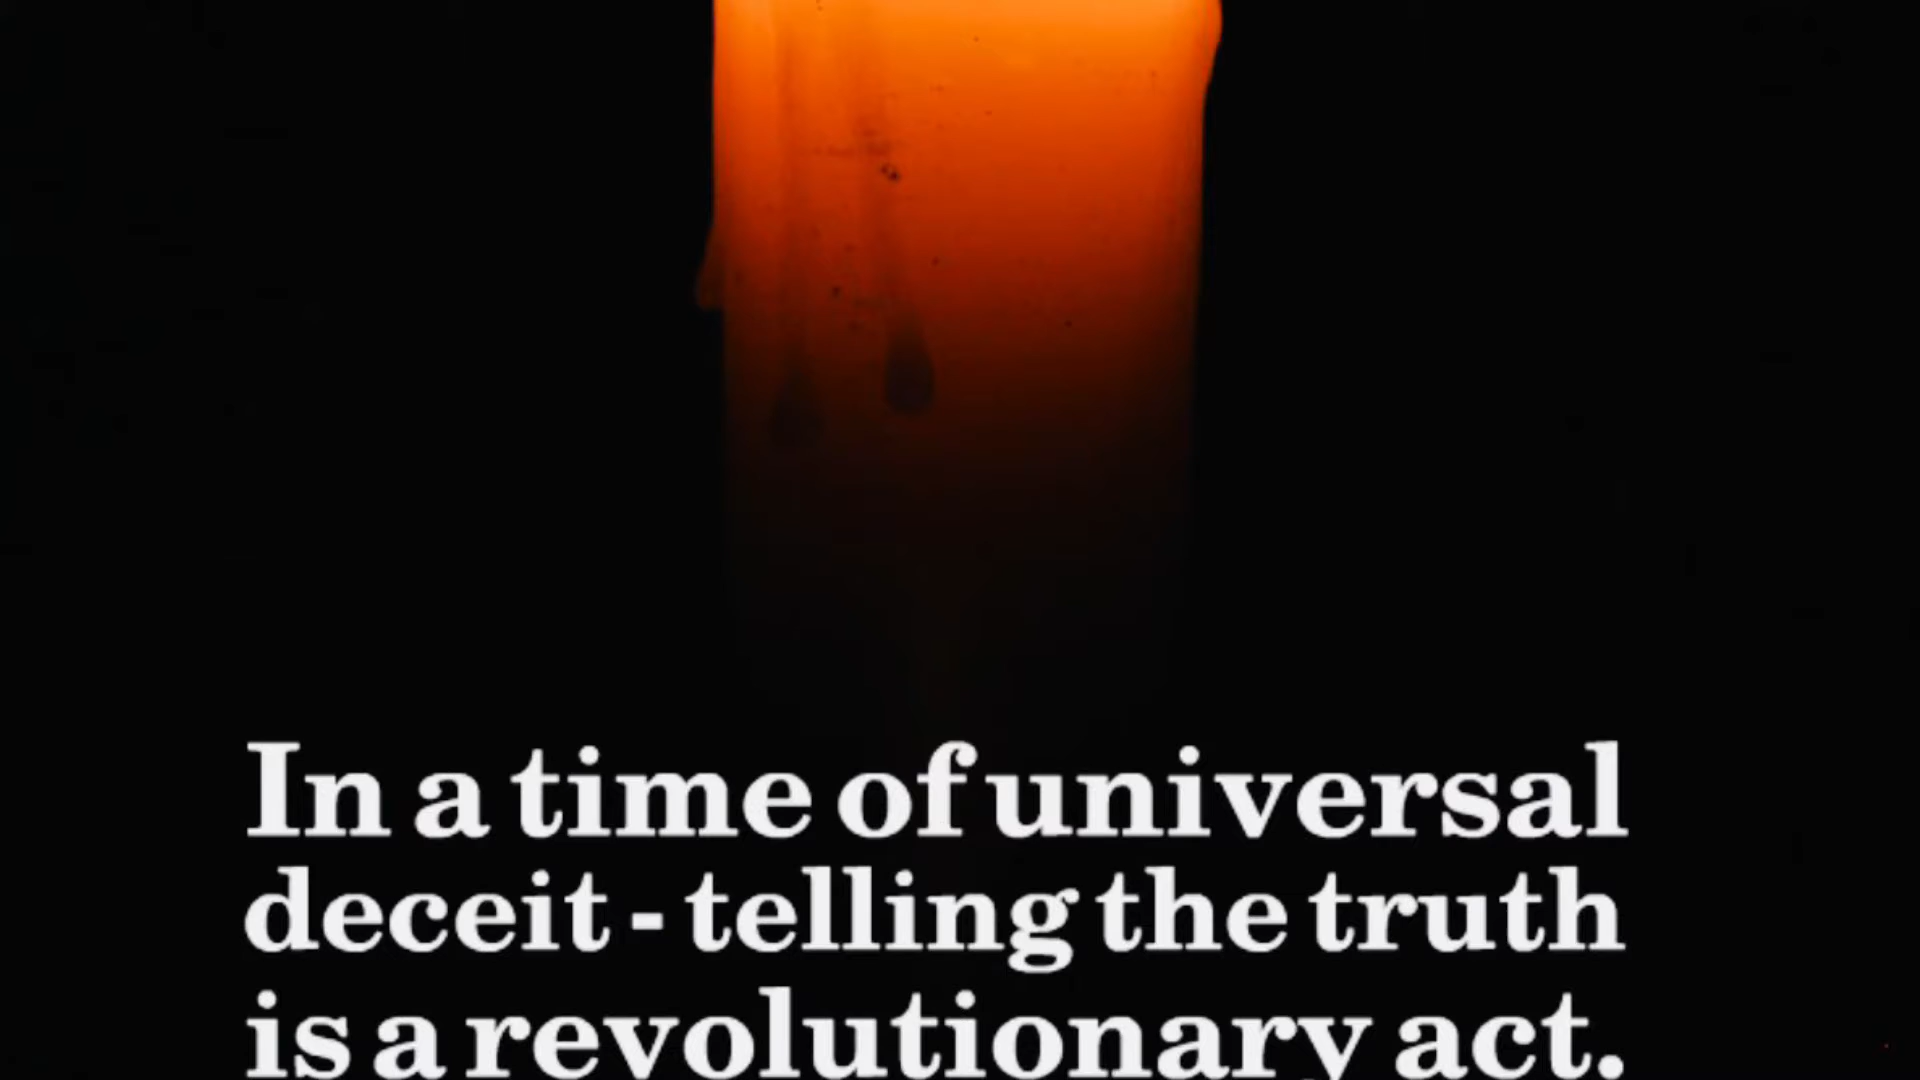 In a time of universal
deceit - telling the truth
is a revolutionary act.